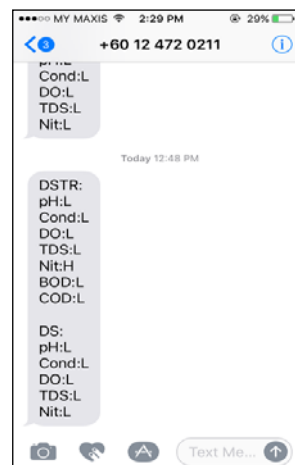 MY MAXIS 2:29 PM 29%
3 +60 12 472 0211
pH:L
Cond:L
DO:L
TDS:L
Nit:L
Today 12:48 PM
DSTR:
pH:L
Cond:L
DO:L
TDS:L
Nit:H
BOD:L
COD:L
DS:
pH:L
Cond:L
DO:L
TDS:L
Nit:L
Text Me...